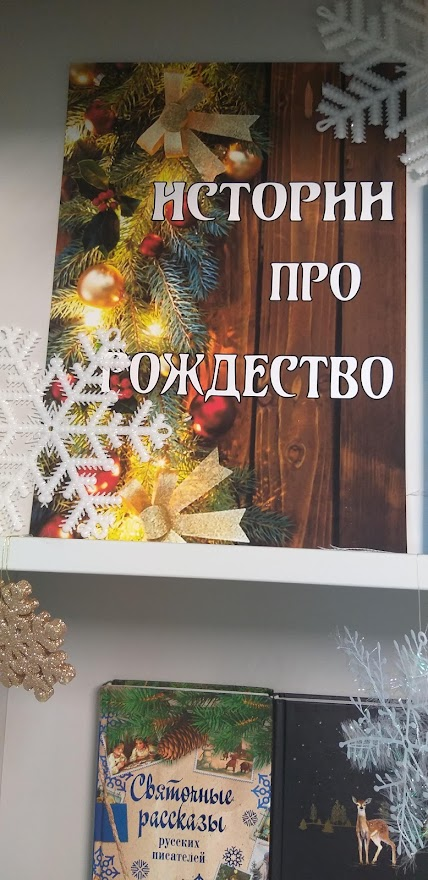 ИСТОРИИ
ПРО
РОЖДЕСТВО
Святочные
рассказы
русских
писателей